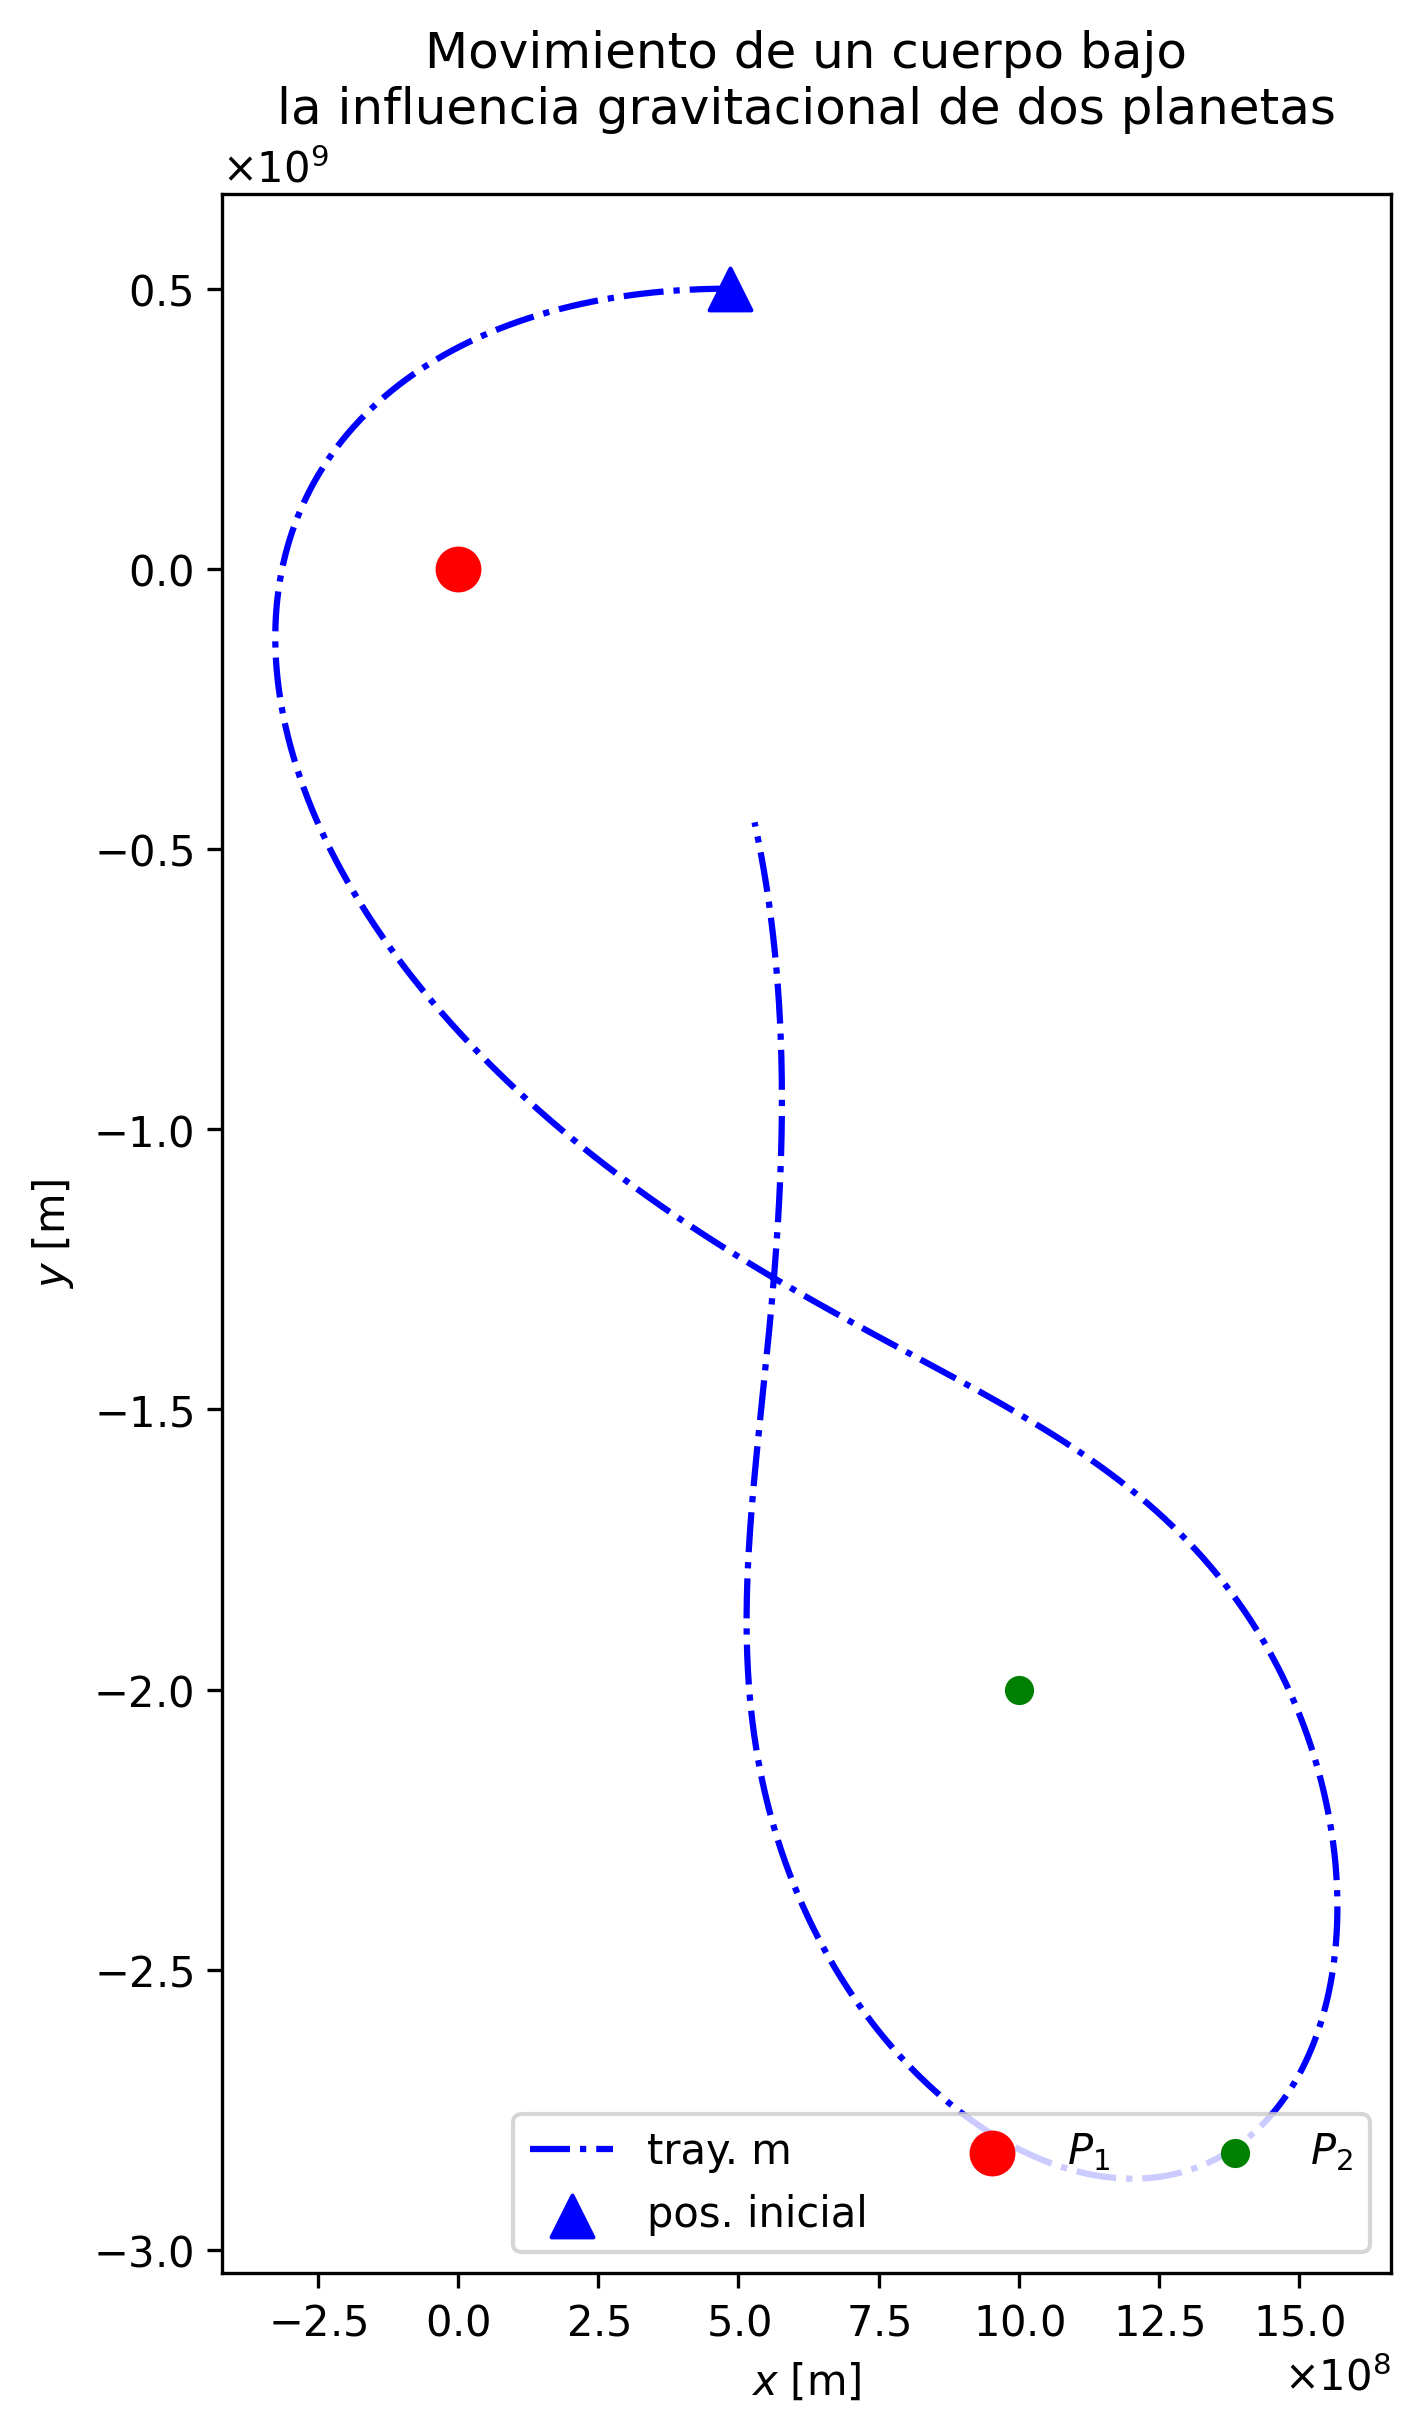 Movimiento de un cuerpo bajo
la influencia gravitacional de dos planetas
×10⁹
0.5
0.0
−0.5
−1.0
−1.5
−2.0
−2.5
−3.0
y [m]
tray. m
pos. inicial
P₁
P₂
−2.5 0.0 2.5 5.0 7.5 10.0 12.5 15.0
×10⁸
x [m]